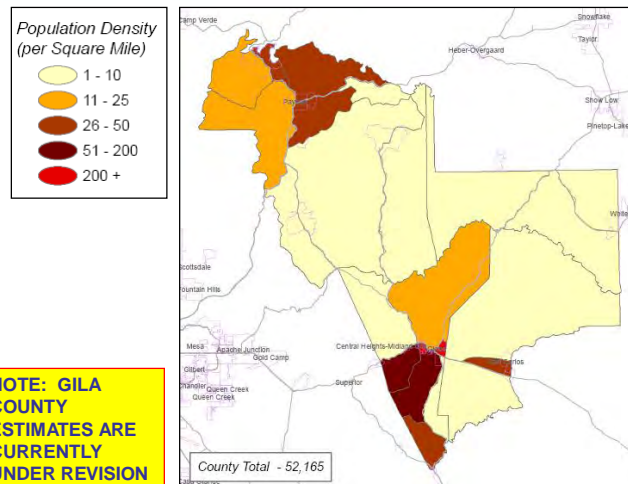 Population Density
(per Square Mile)
1 - 10
11 - 25
26 - 50
51 - 200
200 +
NOTE: GILA
COUNTY
ESTIMATES ARE
CURRENTLY
UNDER REVISION
Camp Verde
Snowflake
Taylor
Heber-Overgaard
Show Low
Pinetop-Lake
White
Scottsdale
Fountain Hills
Mesa
Apache Junction
Gold Camp
Gilbert
Chandler
Queen Creek
Queen Creek
Central Heights-Midland
Superior
County Total - 52,165